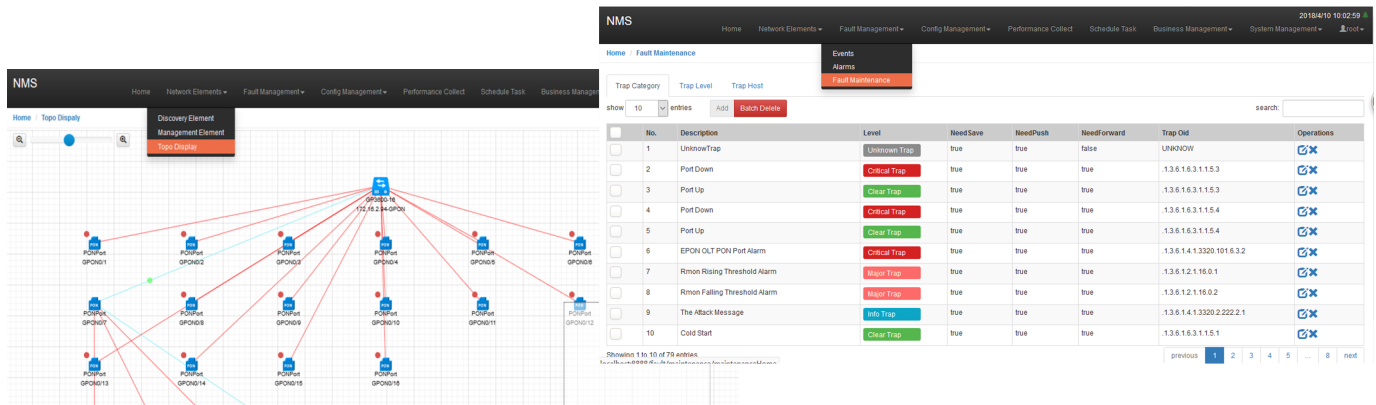 NMS
Home Network Elements Fault Management Config Management Performance Collect Schedule Task Business Manager
Home / Topo Dispaly
Discovery Element
Management Element
Topo Display
GP3600-16
172.16.2.94-GPON
PONPort PONPort PONPort PONPort PONPort PONPort
GPON0/1 GPON0/2 GPON0/3 GPON0/4 GPON0/5 GPON0/6
PONPort PONPort PONPort PONPort PONPort PONPort
GPON0/7 GPON0/8 GPON0/9 GPON0/10 GPON0/11 GPON0/12
PONPort PONPort PONPort PONPort
GPON0/13 GPON0/14 GPON0/15 GPON0/16
NMS
2018/4/10 10:02:59
Home Network Elements Fault Management Config Management Performance Collect Schedule Task Business Management System Management root
Home / Fault Maintenance
Events
Alarms
Fault Maintenance
Trap Category Trap Level Trap Host
show 10 entries Add Batch Delete search:
No. Description Level NeedSave NeedPush NeedForward Trap Oid Operations
1 UnknowTrap Unknown Trap true true false UNKNOW
2 Port Down Critical Trap true true true .1.3.6.1.6.3.1.1.5.3
3 Port Up Clear Trap true true true .1.3.6.1.6.3.1.1.5.3
4 Port Down Critical Trap true true true .1.3.6.1.6.3.1.1.5.4
5 Port Up Clear Trap true true true .1.3.6.1.6.3.1.1.5.4
6 EPON OLT PON Port Alarm Critical Trap true true true .1.3.6.1.4.1.3320.101.6.3.2
7 Rmon Rising Threshold Alarm Major Trap true true true .1.3.6.1.2.1.16.0.1
8 Rmon Falling Threshold Alarm Major Trap true true true .1.3.6.1.2.1.16.0.2
9 The Attack Message Info Trap true true true .1.3.6.1.4.1.3320.2.222.2.1
10 Cold Start Clear Trap true true true .1.3.6.1.6.3.1.1.5.1
Showing 1 to 10 of 79 entries
previous 1 2 3 4 5 ... 8 next
localhost:8888/fault/maintenance/maintenanceHome